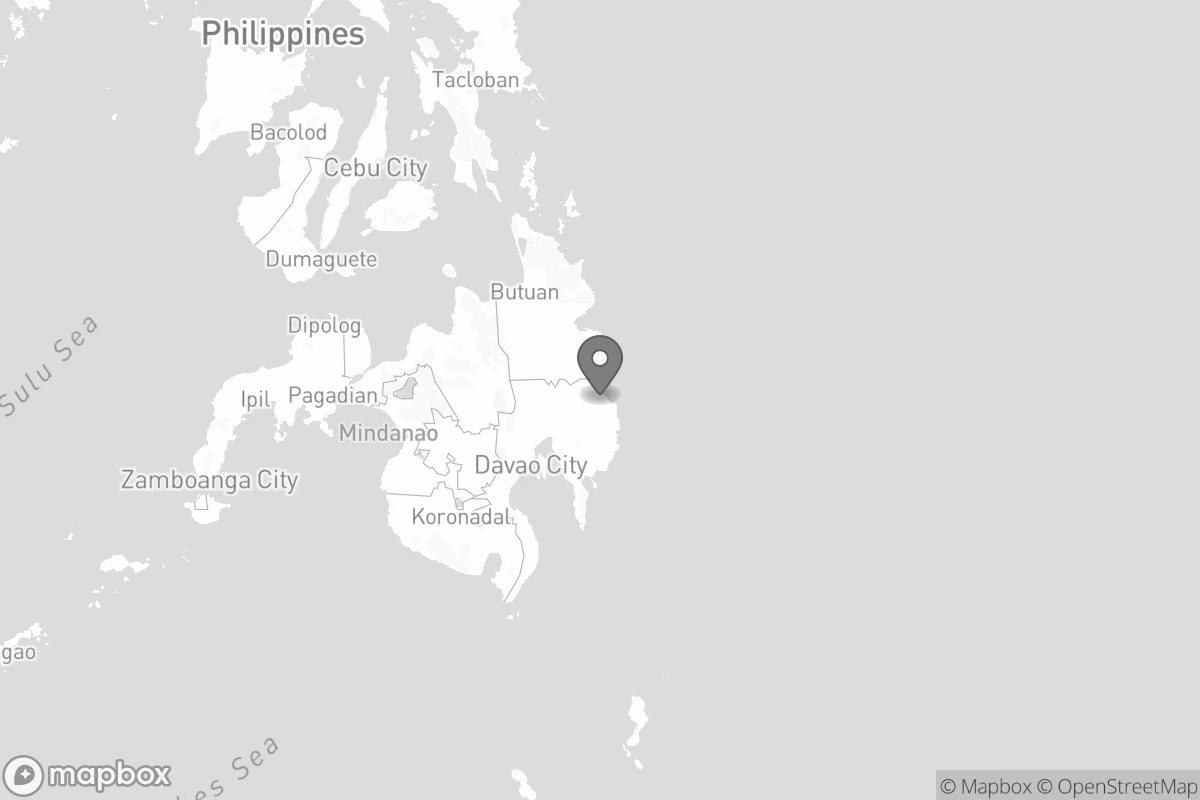 Philippines
Tacloban
Bacolod
Cebu City
Dumaguete
Butuan
Dipolog
Sulu Sea
Ipil
Pagadian
Mindanao
Davao City
Zamboanga City
Koronadal
gao
bes Sea
mapbox
© Mapbox © OpenStreetMap